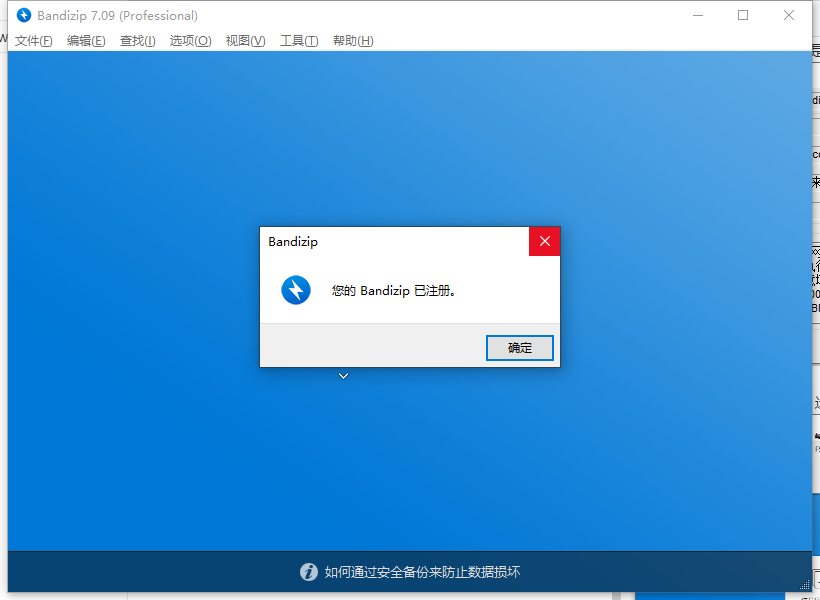 Bandizip 7.09 (Professional)
文件(F) 编辑(E) 查找(I) 选项(O) 视图(V) 工具(T) 帮助(H)
Bandizip
您的 Bandizip 已注册。
确定
如何通过安全备份来防止数据损坏